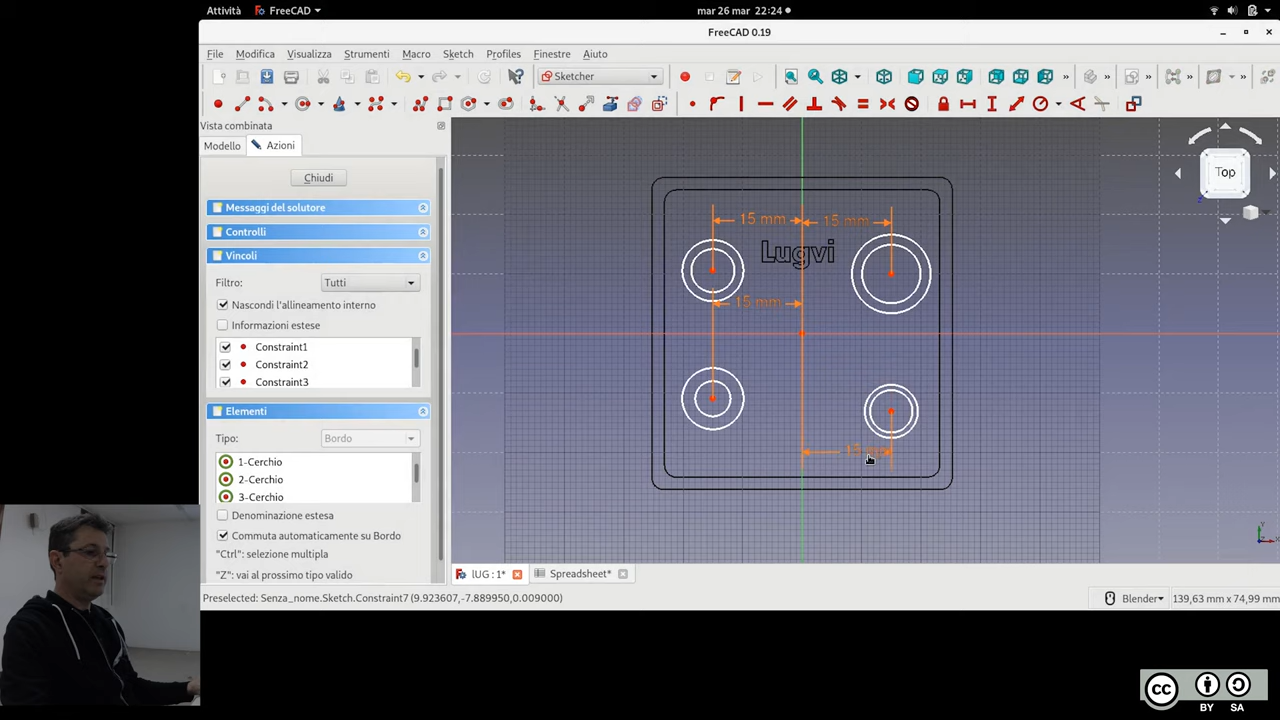 Attività
FreeCAD
mar 26 mar 22:24
FreeCAD 0.19
File Modifica Visualizza Strumenti Macro Sketch Profiles Finestre Aiuto
Sketcher
Vista combinata
Modello Azioni
Chiudi
Messaggi del solutore
Controlli
Vincoli
Filtro: Tutti
Nascondi l'allineamento interno
Informazioni estese
Constraint1
Constraint2
Constraint3
Elementi
Tipo: Bordo
1-Cerchio
2-Cerchio
3-Cerchio
Denominazione estesa
Commuta automaticamente su Bordo
"Ctrl": selezione multipla
"Z": vai al prossimo tipo valido
15 mm 15 mm
Lugvi
15 mm
Top
lUG : 1*
Spreadsheet*
Preselected: Senza_nome.Sketch.Constraint7 (9.923607,-7.889950,0.009000)
Blender
139,63 mm x 74,99 mm
CC BY SA